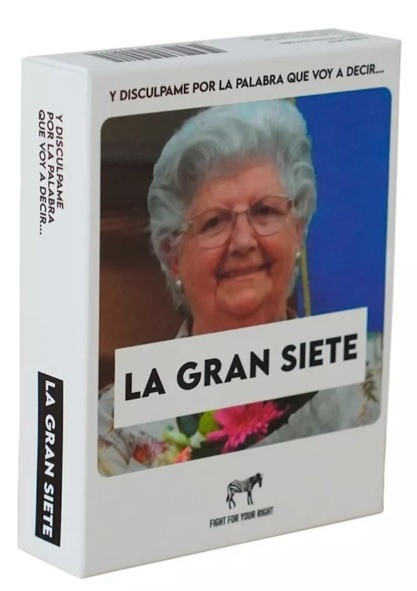 Y DISCULPAME POR LA PALABRA QUE VOY A DECIR...
LA GRAN SIETE
FIGHT FOR YOUR RIGHT
Y DISCULPAME
POR LA PALABRA
QUE VOY A DECIR...
LA GRAN SIETE